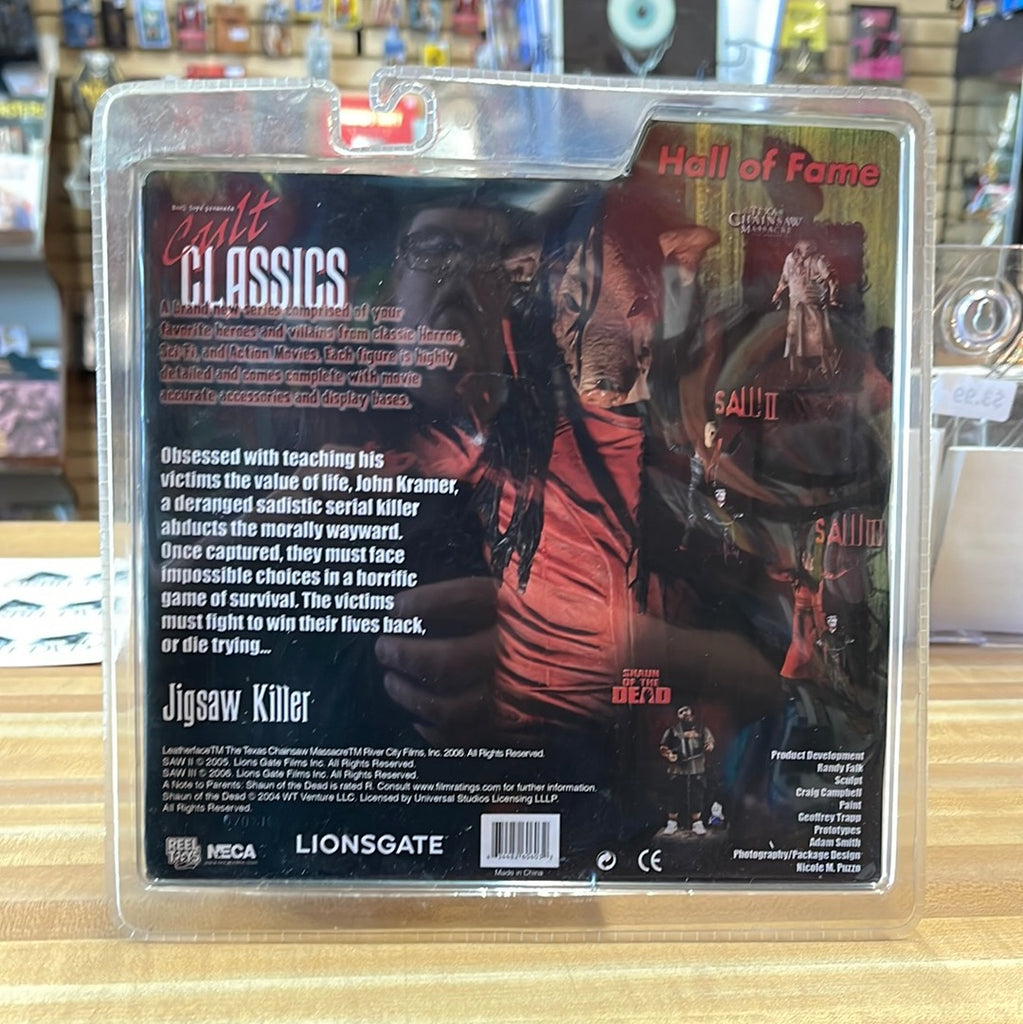 Reel Toys presents
cult
CLASSICS
A brand new series comprised of your
favorite heroes and villains from classic Horror,
Sci-Fi, and Action Movies. Each figure is highly
detailed and comes complete with movie
accurate accessories and display bases.
Obsessed with teaching his
victims the value of life, John Kramer,
a deranged sadistic serial killer
abducts the morally wayward.
Once captured, they must face
impossible choices in a horrific
game of survival. The victims
must fight to win their lives back,
or die trying...
Jigsaw Killer
Leatherface™ The Texas Chainsaw Massacre™ River City Films, Inc. 2006. All Rights Reserved.
SAW II © 2005. Lions Gate Films Inc. All Rights Reserved.
SAW III © 2006. Lions Gate Films Inc. All Rights Reserved.
A Note to Parents: Shaun of the Dead is rated R. Consult www.filmratings.com for further information.
Shaun of the Dead © 2004 WT Venture LLC. Licensed by Universal Studios Licensing LLLP.
All Rights Reserved.
REEL
TOYS
NECA
LIONSGATE
Made in China
CE
Hall of Fame
CHAINSAW
MASSACRE
SAW II
SAW III
SHAUN
OF THE
DEAD
Product Development
Randy Falk
Sculpt
Craig Campbell
Paint
Geoffrey Trapp
Prototypes
Adam Smith
Photography/Package Design
Nicole M. Puzzo
$3.99